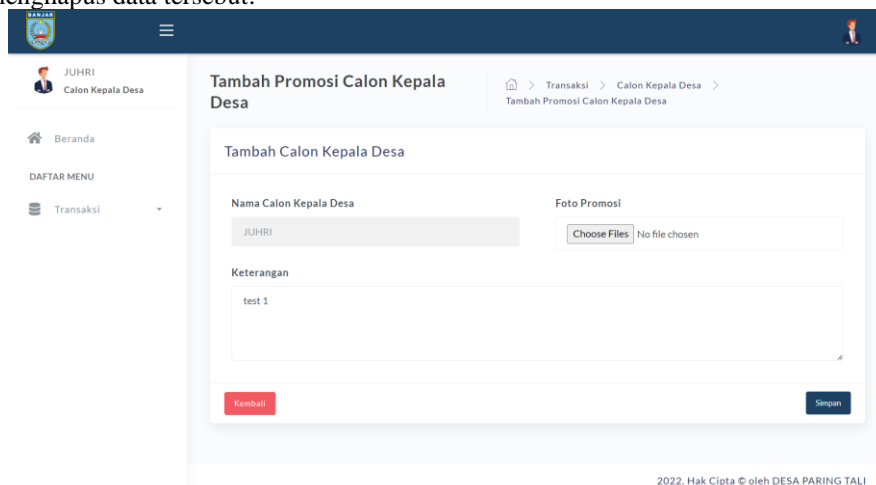 menghapus data tersebut.
BANJAR
JUHRI
Calon Kepala Desa
Beranda
DAFTAR MENU
Transaksi
Tambah Promosi Calon Kepala
Desa
> Transaksi > Calon Kepala Desa >
Tambah Promosi Calon Kepala Desa
Tambah Calon Kepala Desa
Nama Calon Kepala Desa
JUHRI
Foto Promosi
Choose Files No file chosen
Keterangan
test 1
Kembali
Simpan
2022. Hak Cipta © oleh DESA PARING TALI